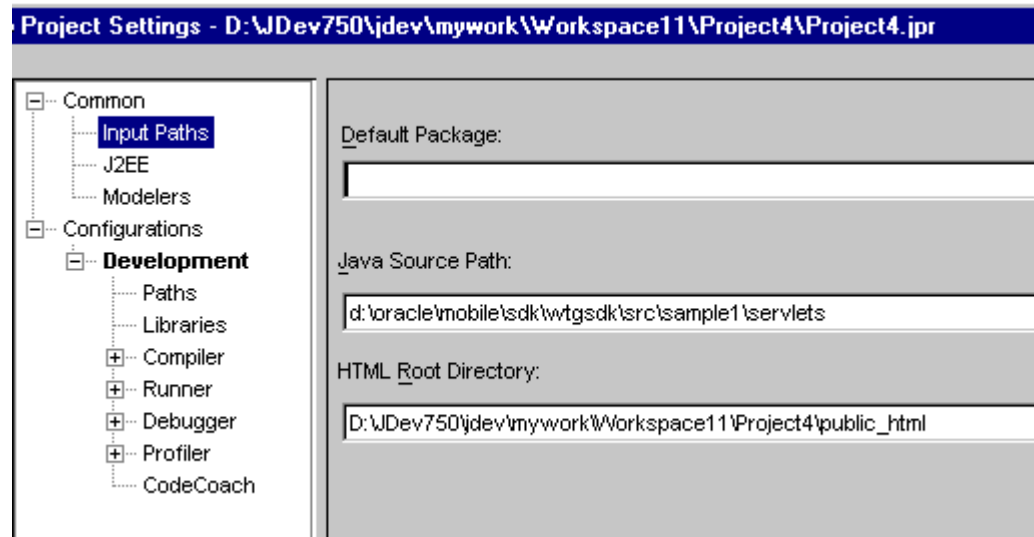 Project Settings - D:\JDev750\jdev\mywork\Workspace11\Project4\Project4.jpr
Common
Input Paths
J2EE
Modelers
Configurations
Development
Paths
Libraries
Compiler
Runner
Debugger
Profiler
CodeCoach
Default Package:
Java Source Path:
d:\oracle\mobile\sdk\wtgsdk\src\sample1\servlets
HTML Root Directory:
D:\JDev750\jdev\mywork\Workspace11\Project4\public_html